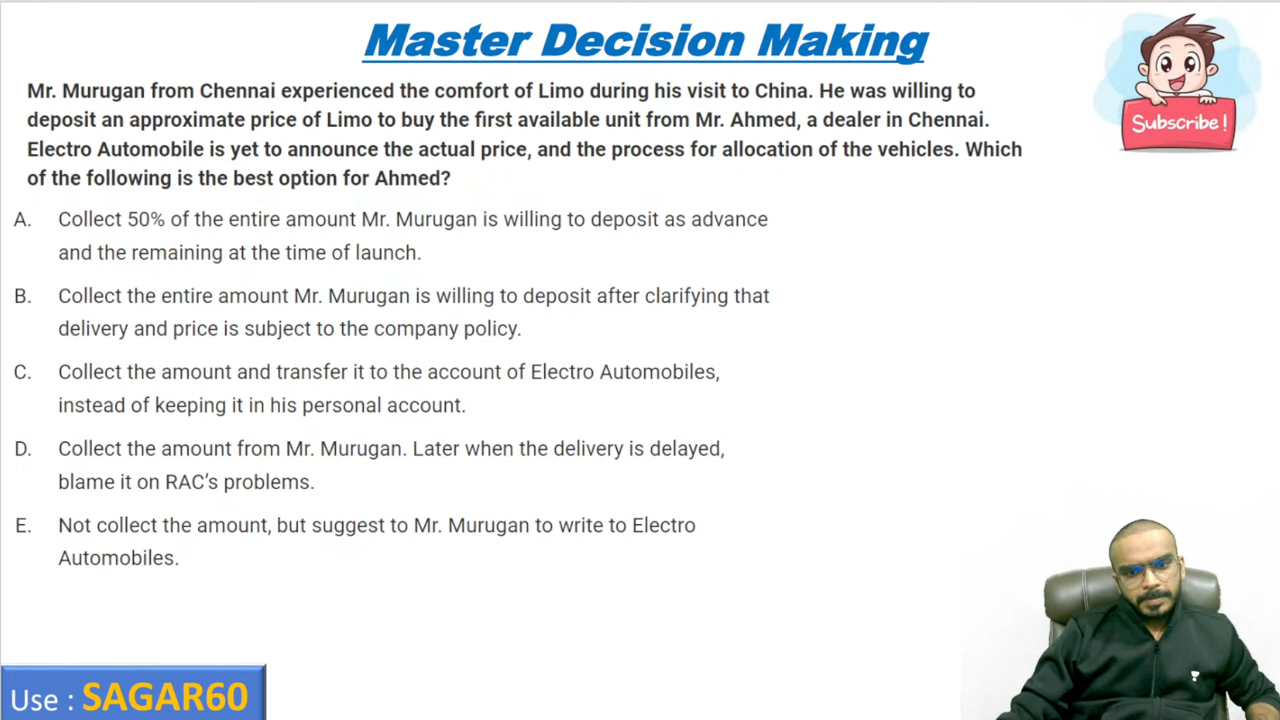 Master Decision Making
Subscribe!
Mr. Murugan from Chennai experienced the comfort of Limo during his visit to China. He was willing to
deposit an approximate price of Limo to buy the first available unit from Mr. Ahmed, a dealer in Chennai.
Electro Automobile is yet to announce the actual price, and the process for allocation of the vehicles. Which
of the following is the best option for Ahmed?
A. Collect 50% of the entire amount Mr. Murugan is willing to deposit as advance
and the remaining at the time of launch.
B. Collect the entire amount Mr. Murugan is willing to deposit after clarifying that
delivery and price is subject to the company policy.
C. Collect the amount and transfer it to the account of Electro Automobiles,
instead of keeping it in his personal account.
D. Collect the amount from Mr. Murugan. Later when the delivery is delayed,
blame it on RAC’s problems.
E. Not collect the amount, but suggest to Mr. Murugan to write to Electro
Automobiles.
Use : SAGAR60